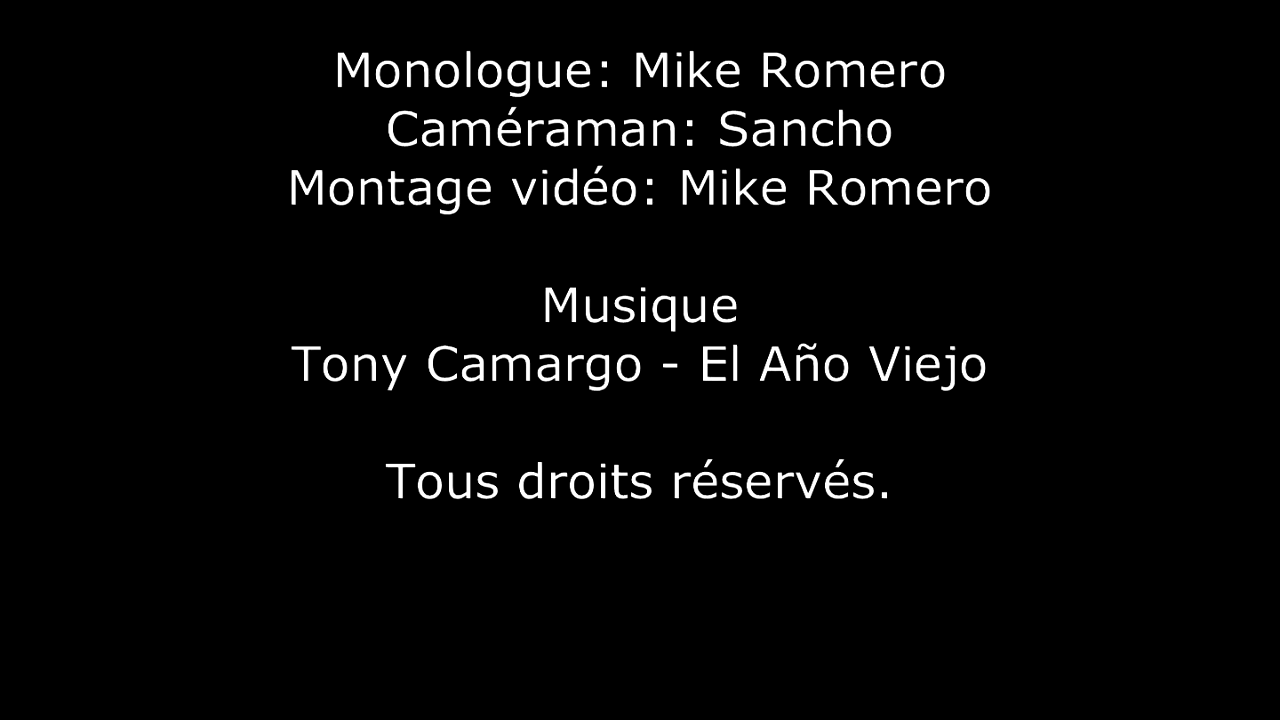 Monologue: Mike Romero
Caméraman: Sancho
Montage vidéo: Mike Romero
Musique
Tony Camargo - El Año Viejo
Tous droits réservés.